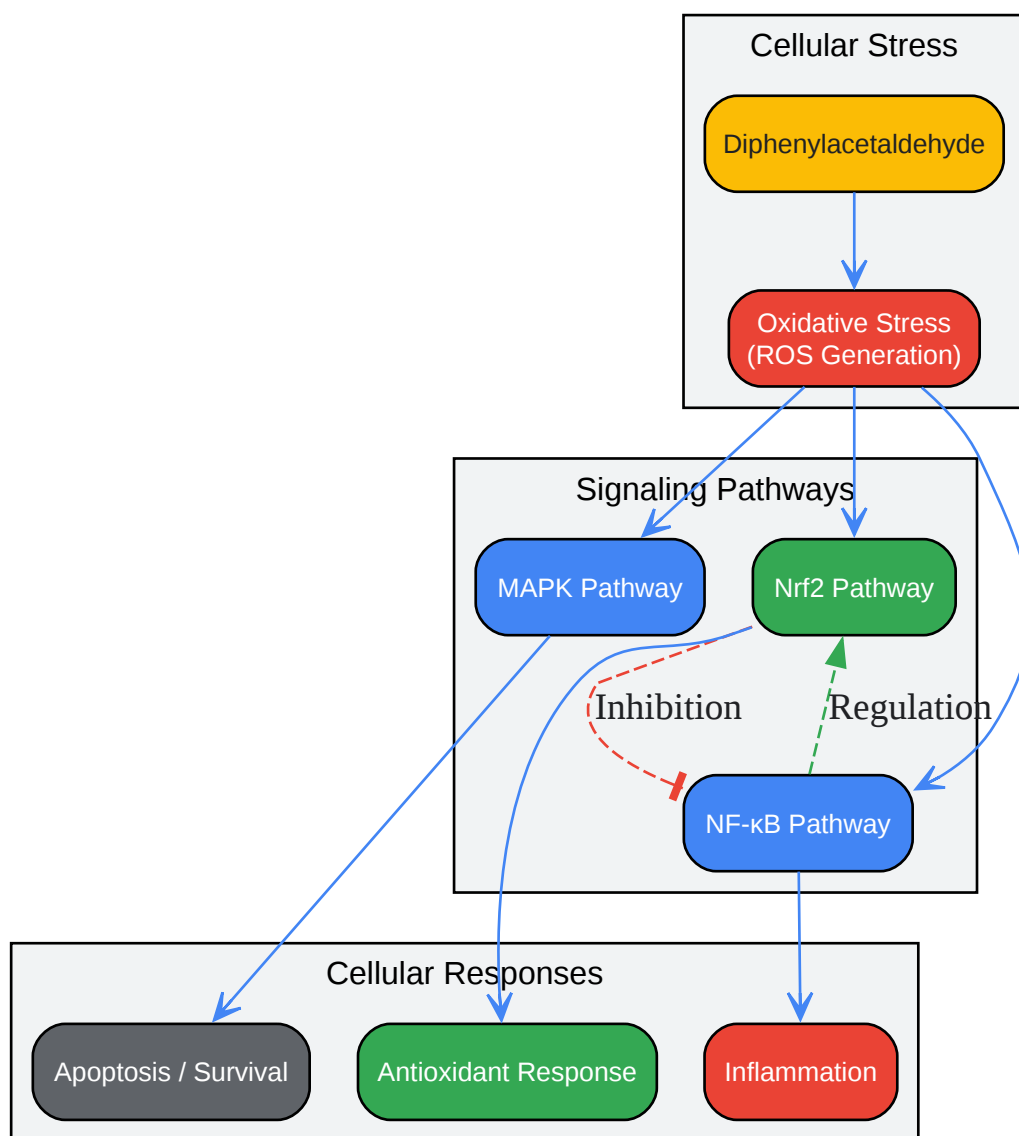 Cellular Stress
Diphenylacetaldehyde
Oxidative Stress
(ROS Generation)
Signaling Pathways
MAPK Pathway
Nrf2 Pathway
Inhibition
Regulation
NF-κB Pathway
Cellular Responses
Apoptosis / Survival
Antioxidant Response
Inflammation